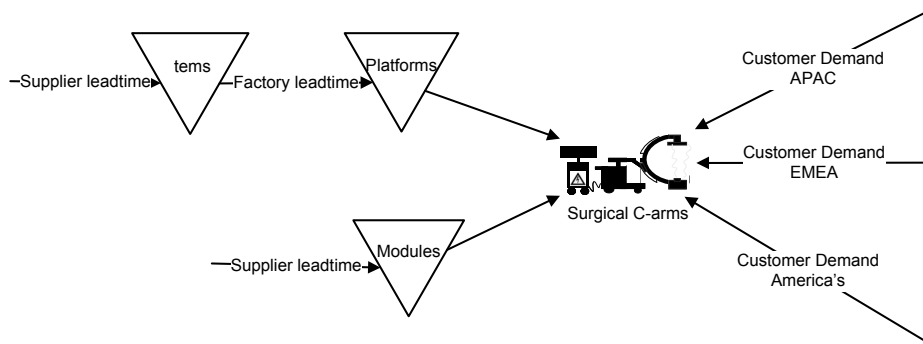 tems
Platforms
Supplier leadtime
Factory leadtime
Customer Demand
APAC
Customer Demand
EMEA
Surgical C-arms
Modules
Supplier leadtime
Customer Demand
America's